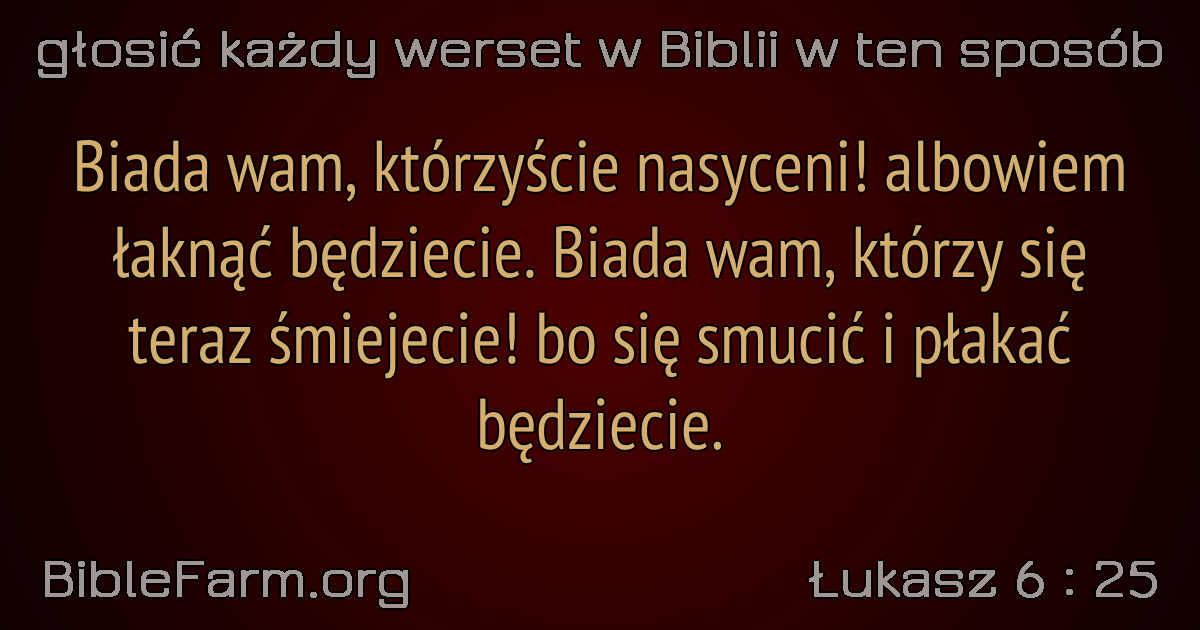 głosić każdy werset w Biblii w ten sposób
Biada wam, którzyście nasyceni! albowiem
łaknąć będziecie. Biada wam, którzy się
teraz śmiejecie! bo się smucić i płakać
będziecie.
BibleFarm.org
Łukasz 6 : 25